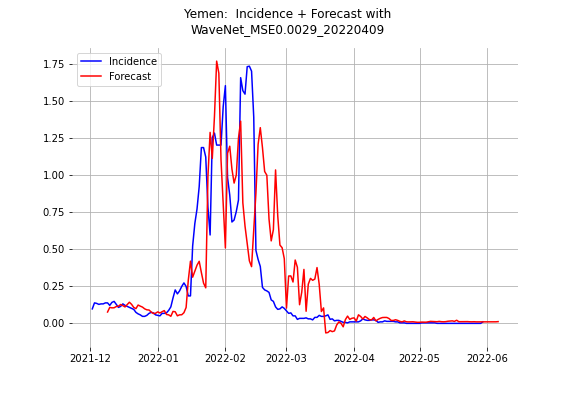 Yemen:  Incidence + Forecast with
WaveNet_MSE0.0029_20220409
Incidence
Forecast
1.75
1.50
1.25
1.00
0.75
0.50
0.25
0.00
2021-12 2022-01 2022-02 2022-03 2022-04 2022-05 2022-06